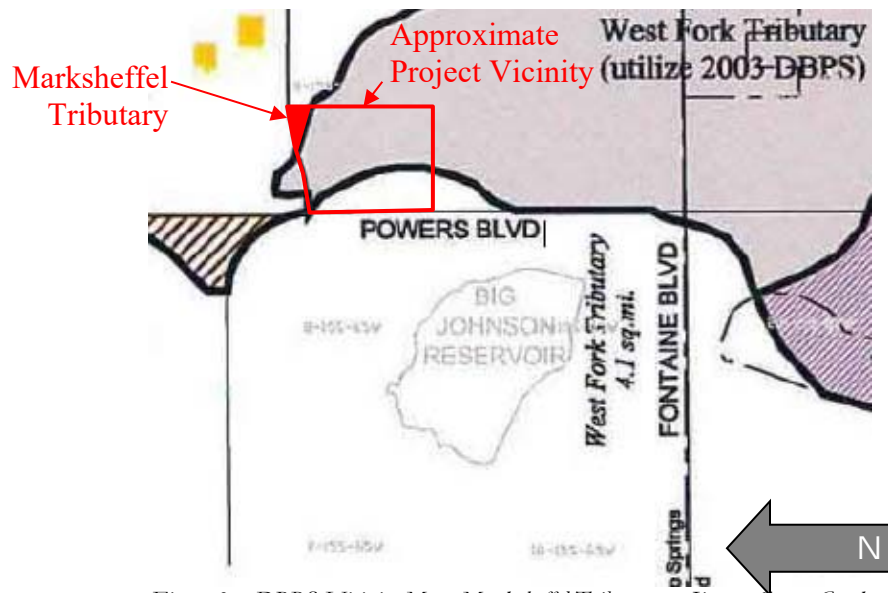 Approximate
Project Vicinity
West Fork Tributary
(utilize 2003 DBPS)
Marksheffel
Tributary
POWERS BLVD
BIG
JOHNSON
RESERVOIR
West Fork Tributary
4.1 sq.mi.
FONTAINE BLVD
Springs
N